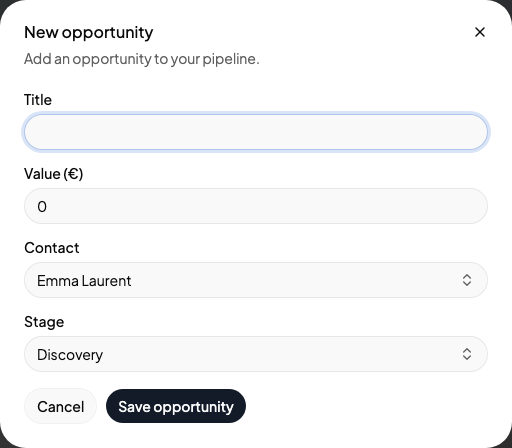 New opportunity
Add an opportunity to your pipeline.
Title
Value (€)
0
Contact
Emma Laurent
Stage
Discovery
Cancel
Save opportunity